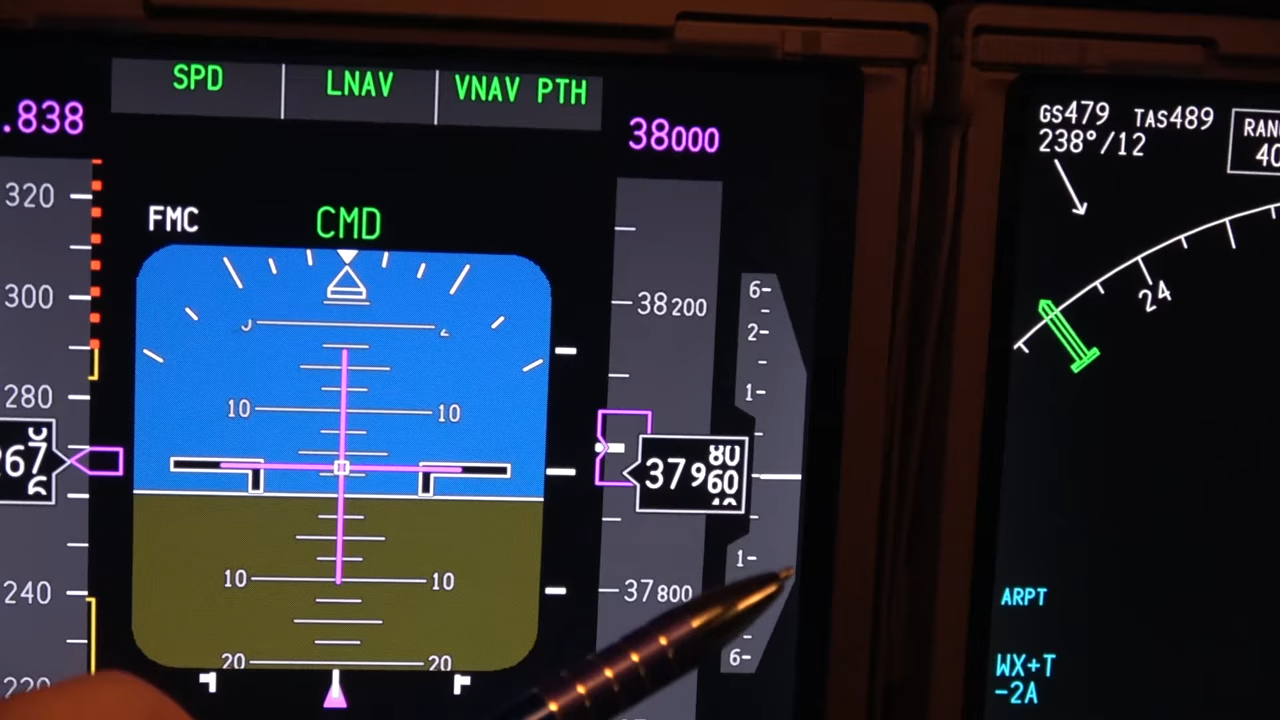 SPD LNAV VNAV PTH
.838
38000
GS479 TAS489
238°/12
RAN
40
320
FMC
CMD
300
38 200
6
2
24
280
1
10 10
267
379 80 60 40
240
1
10 10
37 800
ARPT
6
20 20
WX+T
-2A
220